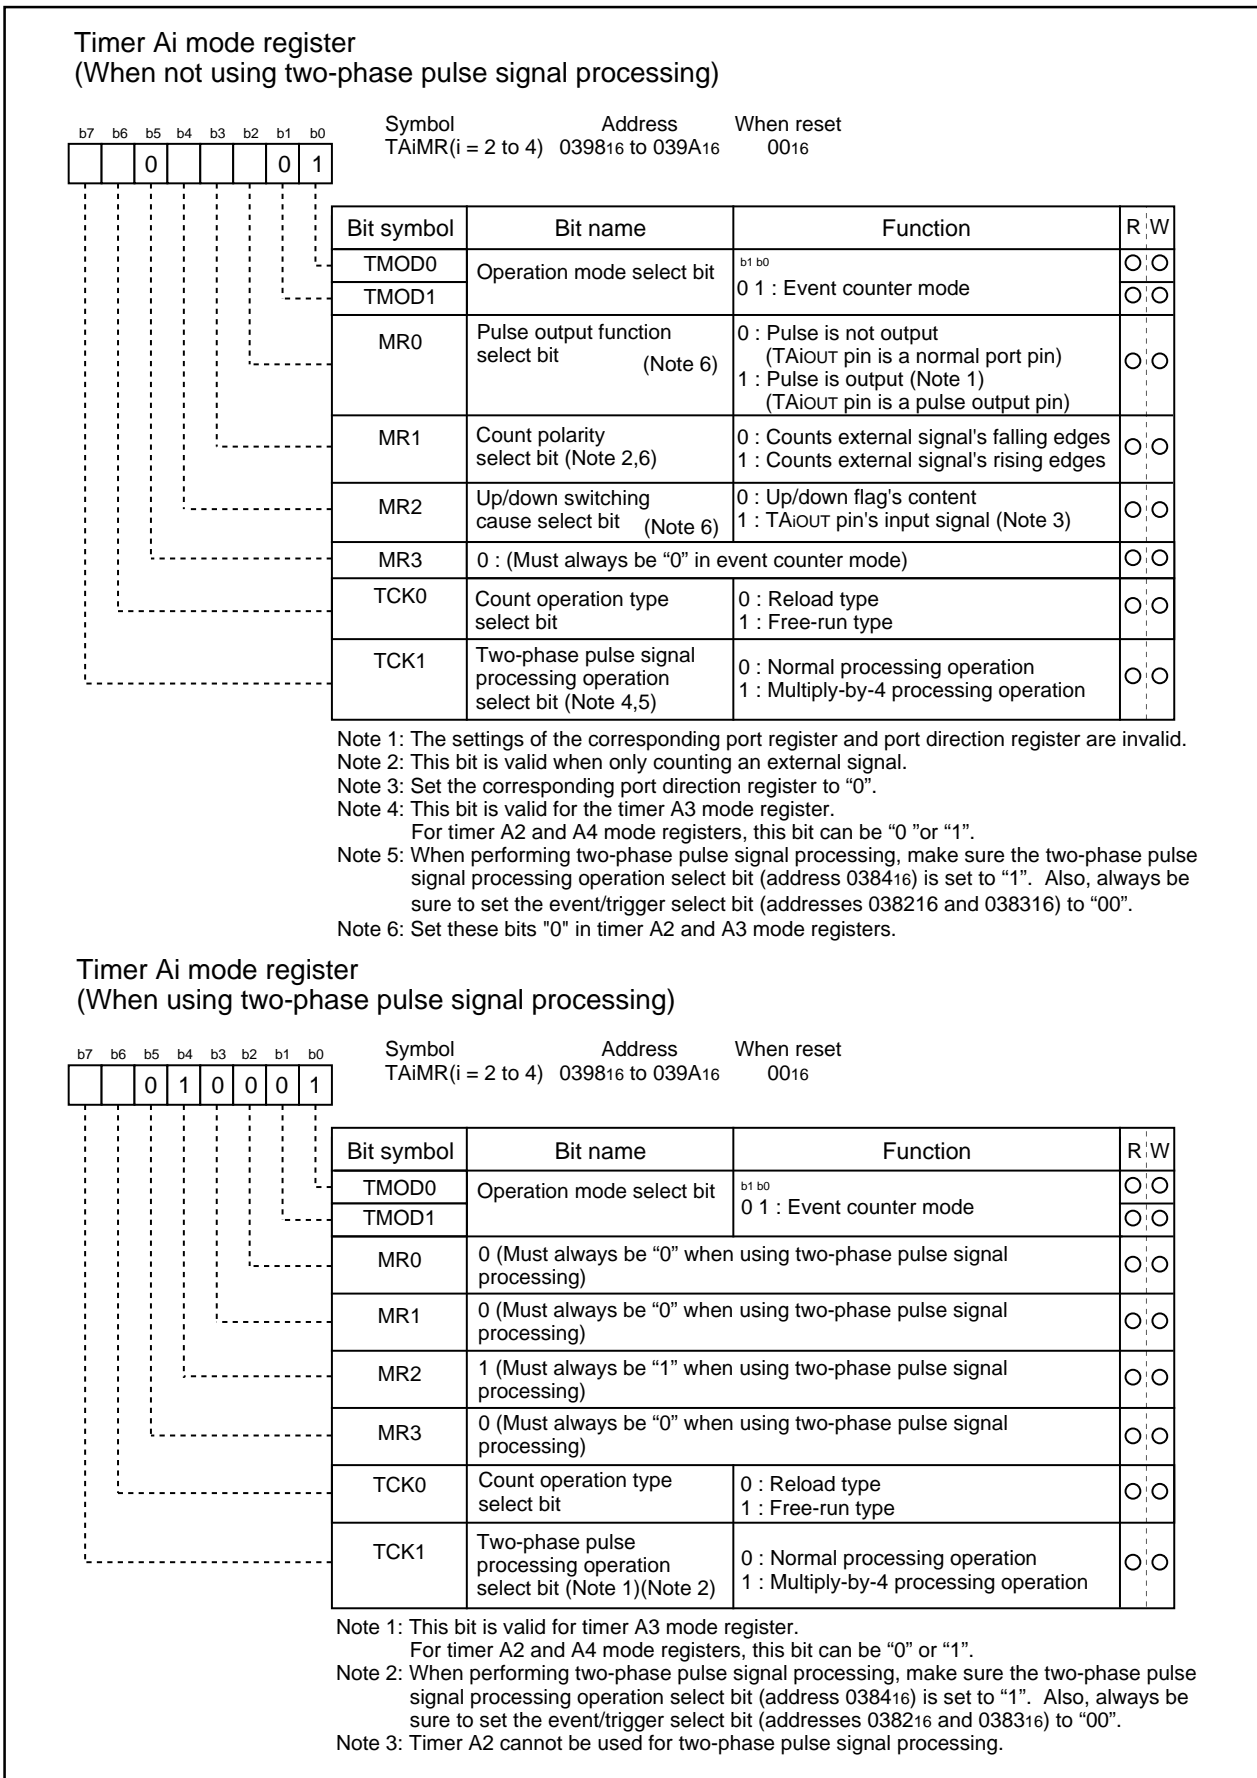 Timer Ai mode register
(When not using two-phase pulse signal processing)
Symbol Address When reset
TAiMR(i = 2 to 4) 039816 to 039A16 0016
b7 b6 b5 b4 b3 b2 b1 b0
0 0 1
Bit symbol Bit name Function R W
TMOD0 Operation mode select bit b1 b0
TMOD1 0 1 : Event counter mode
MR0 Pulse output function 0 : Pulse is not output
select bit (Note 6) (TAiOUT pin is a normal port pin)
1 : Pulse is output (Note 1)
(TAiOUT pin is a pulse output pin)
MR1 Count polarity 0 : Counts external signal's falling edges
select bit (Note 2,6) 1 : Counts external signal's rising edges
MR2 Up/down switching 0 : Up/down flag's content
cause select bit (Note 6) 1 : TAiOUT pin's input signal (Note 3)
MR3 0 : (Must always be “0” in event counter mode)
TCK0 Count operation type 0 : Reload type
select bit 1 : Free-run type
TCK1 Two-phase pulse signal 0 : Normal processing operation
processing operation 1 : Multiply-by-4 processing operation
select bit (Note 4,5)
Note 1: The settings of the corresponding port register and port direction register are invalid.
Note 2: This bit is valid when only counting an external signal.
Note 3: Set the corresponding port direction register to “0”.
Note 4: This bit is valid for the timer A3 mode register.
For timer A2 and A4 mode registers, this bit can be “0 ”or “1”.
Note 5: When performing two-phase pulse signal processing, make sure the two-phase pulse
signal processing operation select bit (address 038416) is set to “1”. Also, always be
sure to set the event/trigger select bit (addresses 038216 and 038316) to “00”.
Note 6: Set these bits "0" in timer A2 and A3 mode registers.
Timer Ai mode register
(When using two-phase pulse signal processing)
Symbol Address When reset
TAiMR(i = 2 to 4) 039816 to 039A16 0016
b7 b6 b5 b4 b3 b2 b1 b0
0 1 0 0 0 1
Bit symbol Bit name Function R W
TMOD0 Operation mode select bit b1 b0
TMOD1 0 1 : Event counter mode
MR0 0 (Must always be “0” when using two-phase pulse signal
processing)
MR1 0 (Must always be “0” when using two-phase pulse signal
processing)
MR2 1 (Must always be “1” when using two-phase pulse signal
processing)
MR3 0 (Must always be “0” when using two-phase pulse signal
processing)
TCK0 Count operation type 0 : Reload type
select bit 1 : Free-run type
TCK1 Two-phase pulse 0 : Normal processing operation
processing operation 1 : Multiply-by-4 processing operation
select bit (Note 1)(Note 2)
Note 1: This bit is valid for timer A3 mode register.
For timer A2 and A4 mode registers, this bit can be “0” or “1”.
Note 2: When performing two-phase pulse signal processing, make sure the two-phase pulse
signal processing operation select bit (address 038416) is set to “1”. Also, always be
sure to set the event/trigger select bit (addresses 038216 and 038316) to “00”.
Note 3: Timer A2 cannot be used for two-phase pulse signal processing.